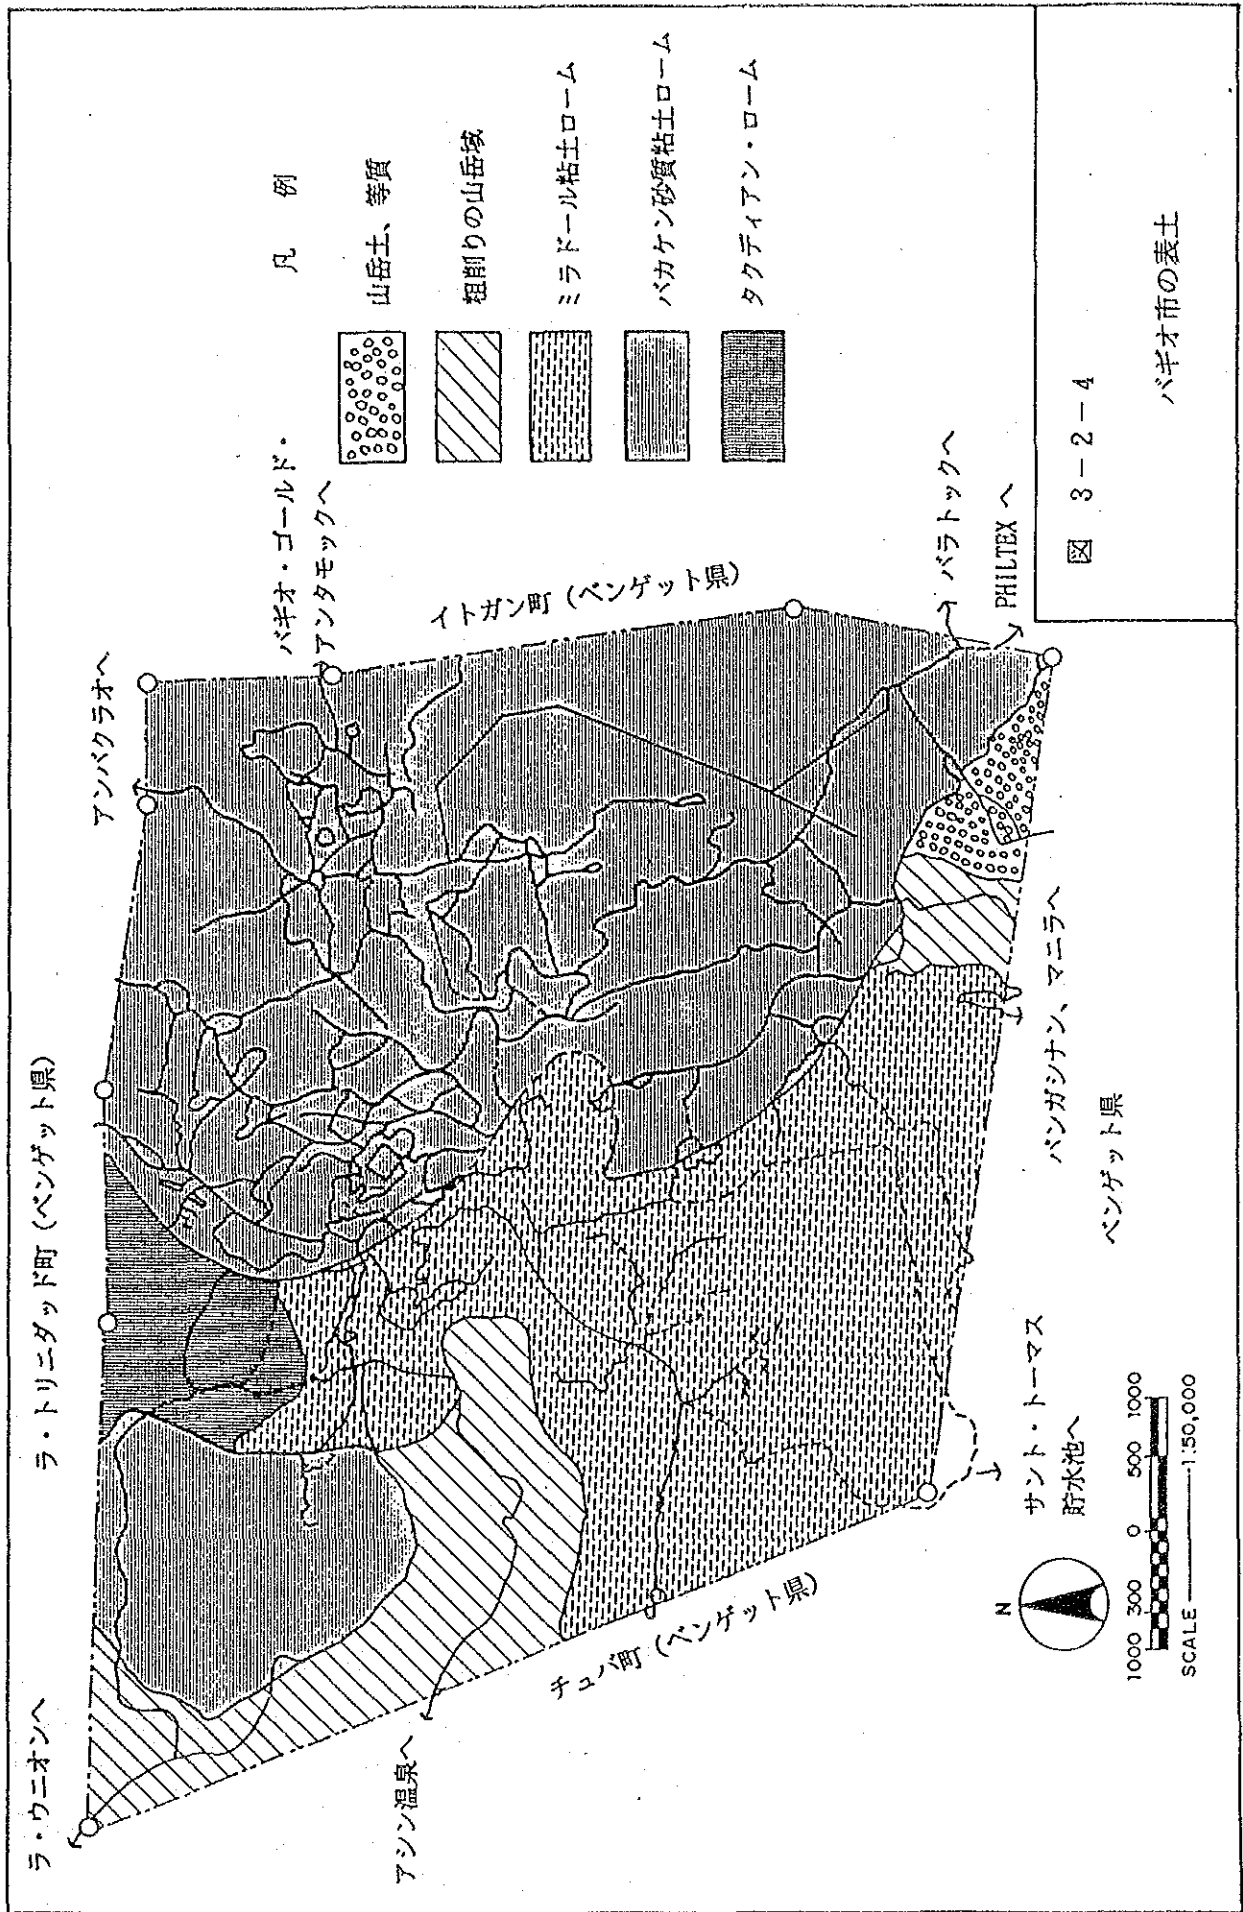 ラ・ウニオンへ
ラ・トリニダッド町 (ベンゲット県)
アンバクラオへ
バギオ・ゴールド・
アンタモックへ
イトガン町 (ベンゲット県)
バラトックへ
PHILTEX へ
アシン温泉へ
チュバ町 (ベンゲット県)
サント・トーマス
貯水池へ
パンガシナン、マニラへ
ベンゲット県
凡 例
山岳土、等質
粗削りの山岳域
ミラドール粘土ローム
バカケン砂質粘土ローム
タクディアン・ローム
N
1000 300 0 500 1000
SCALE 1:50,000
図 3-2-4
バギオ市の表土